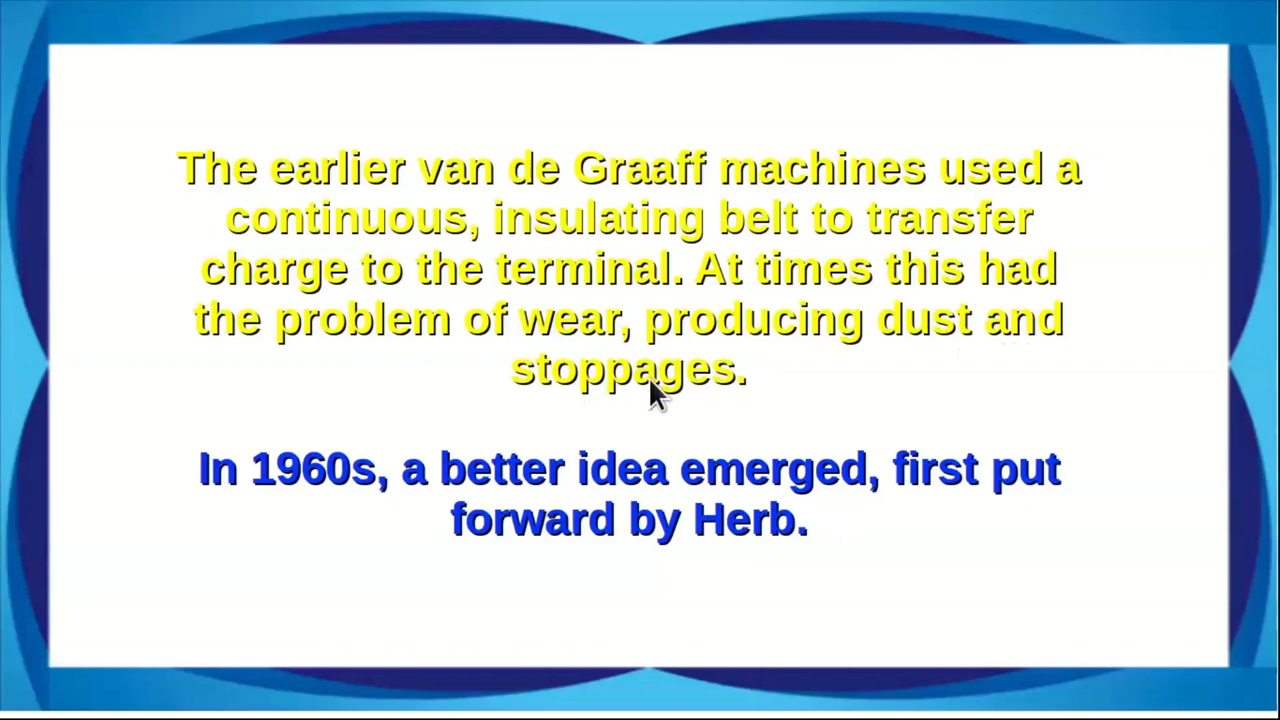 The earlier van de Graaff machines used a
continuous, insulating belt to transfer
charge to the terminal. At times this had
the problem of wear, producing dust and
stoppages.
In 1960s, a better idea emerged, first put
forward by Herb.